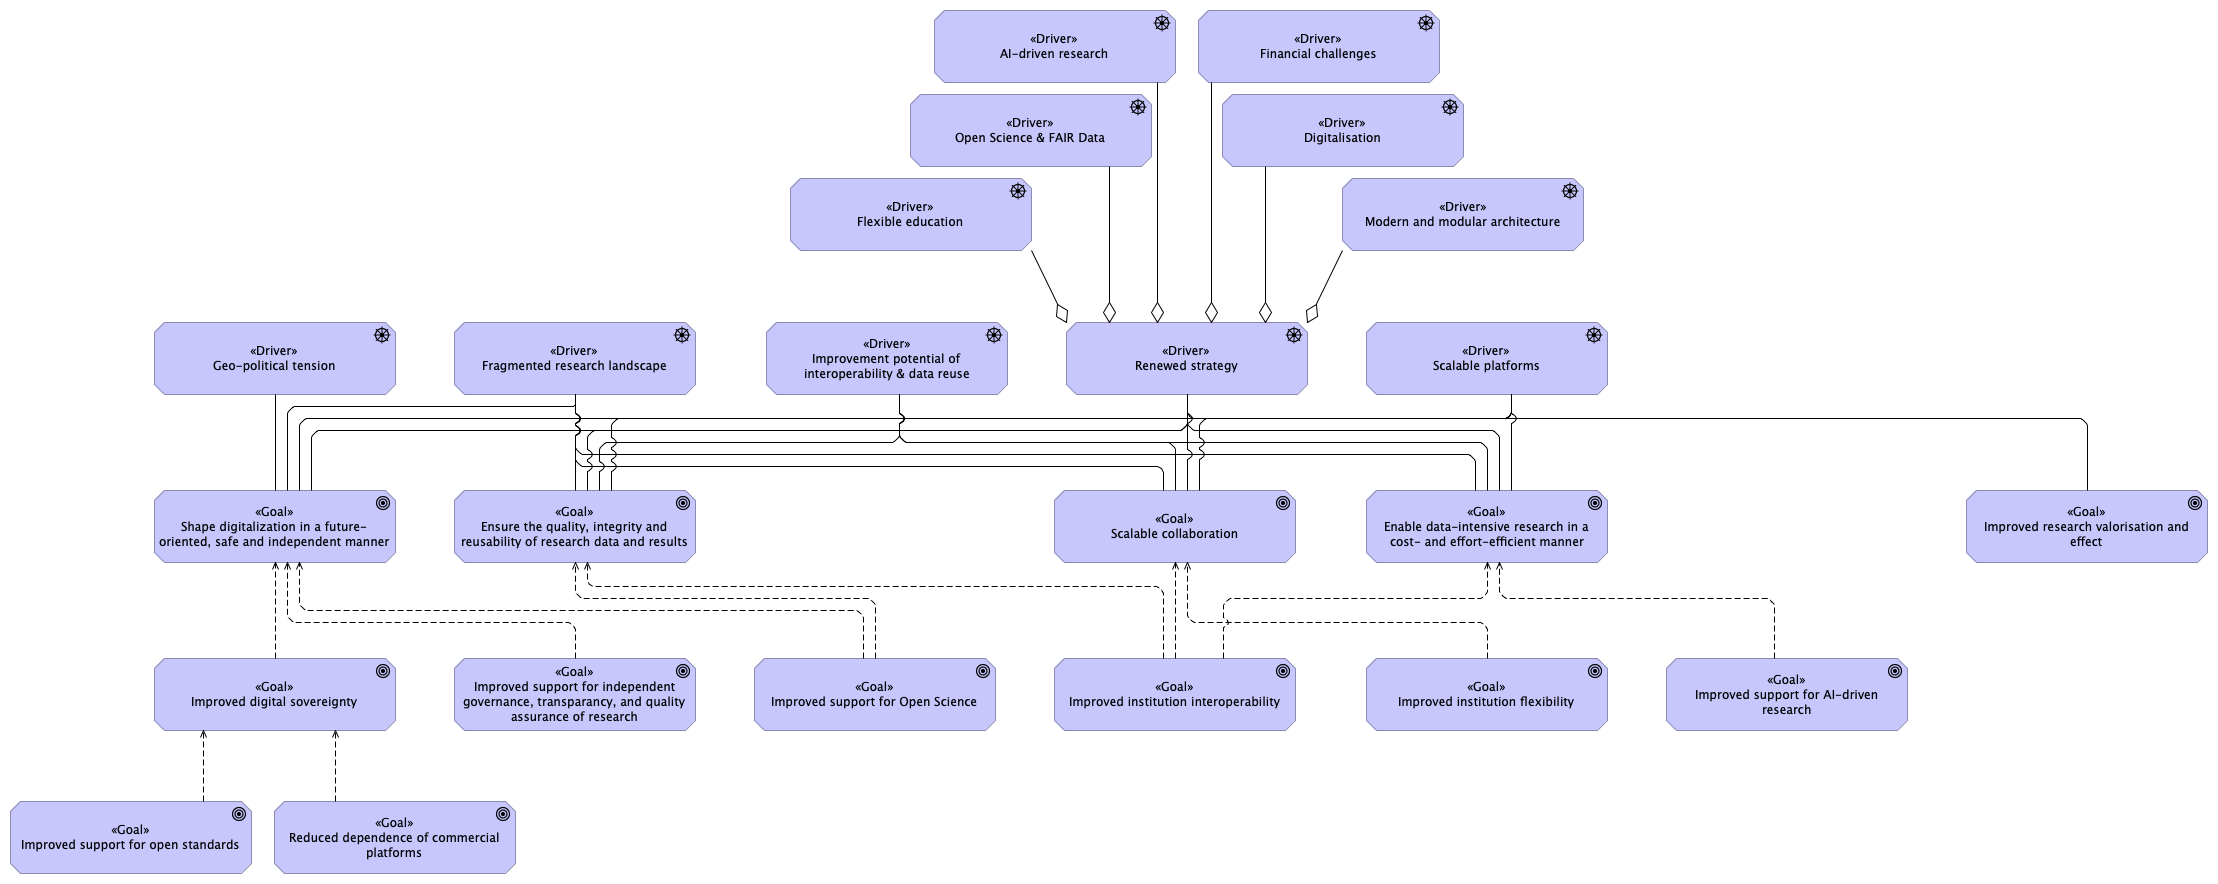 «Driver»
AI-driven research
«Driver»
Financial challenges
«Driver»
Open Science & FAIR Data
«Driver»
Digitalisation
«Driver»
Flexible education
«Driver»
Modern and modular architecture
«Driver»
Geo-political tension
«Driver»
Fragmented research landscape
«Driver»
Improvement potential of
interoperability & data reuse
«Driver»
Renewed strategy
«Driver»
Scalable platforms
«Goal»
Shape digitalization in a future-
oriented, safe and independent manner
«Goal»
Ensure the quality, integrity and
reusability of research data and results
«Goal»
Scalable collaboration
«Goal»
Enable data-intensive research in a
cost- and effort-efficient manner
«Goal»
Improved research valorisation and
effect
«Goal»
Improved digital sovereignty
«Goal»
Improved support for independent
governance, transparancy, and quality
assurance of research
«Goal»
Improved support for Open Science
«Goal»
Improved institution interoperability
«Goal»
Improved institution flexibility
«Goal»
Improved support for AI-driven
research
«Goal»
Improved support for open standards
«Goal»
Reduced dependence of commercial
platforms